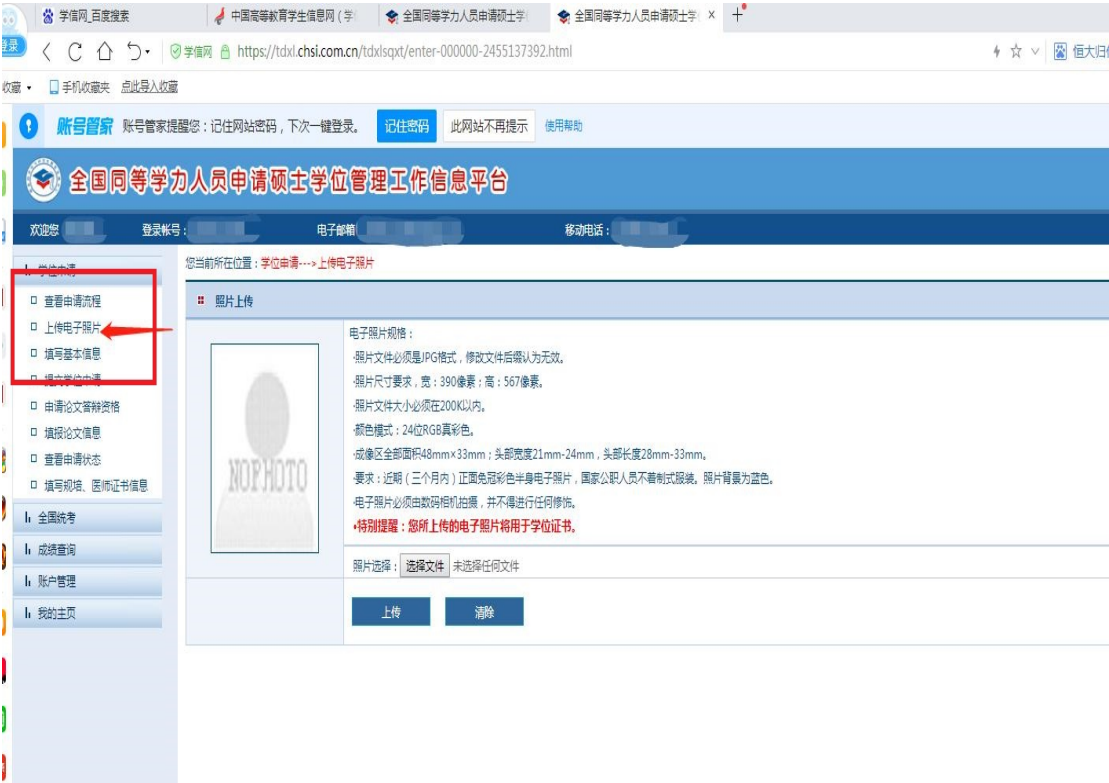 学信网_百度搜索
中国高等教育学生信息网（学
全国同等学力人员申请硕士学
全国同等学力人员申请硕士学 ×
登录
学信网 https://tdxl.chsi.com.cn/tdxlsqxt/enter-000000-2455137392.html
恒大归
收藏 手机收藏夹 点此导入收藏
账号管家 账号管家提醒您：记住网站密码，下次一键登录。 记住密码 此网站不再提示 使用帮助
全国同等学力人员申请硕士学位管理工作信息平台
欢迎您 登录帐号： 电子邮箱 移动电话：
您当前所在位置：学位申请--->上传电子照片
学位申请
查看申请流程
上传电子照片
填写基本信息
提交学位申请
申请论文答辩资格
填报论文信息
查看申请状态
填写规培、医师证书信息
全国统考
成绩查询
账户管理
我的主页
照片上传
NOPHOTO
电子照片规格：
·照片文件必须是JPG格式，修改文件后缀认为无效。
·照片尺寸要求，宽：390像素；高：567像素。
·照片文件大小必须在200K以内。
·颜色模式：24位RGB真彩色。
·成像区全部面积48mm×33mm；头部宽度21mm-24mm，头部长度28mm-33mm。
·要求：近期（三个月内）正面免冠彩色半身电子照片，国家公职人员不着制式服装。照片背景为蓝色。
·电子照片必须由数码相机拍摄，并不得进行任何修饰。
•特别提醒：您所上传的电子照片将用于学位证书。
照片选择： 选择文件 未选择任何文件
上传 清除